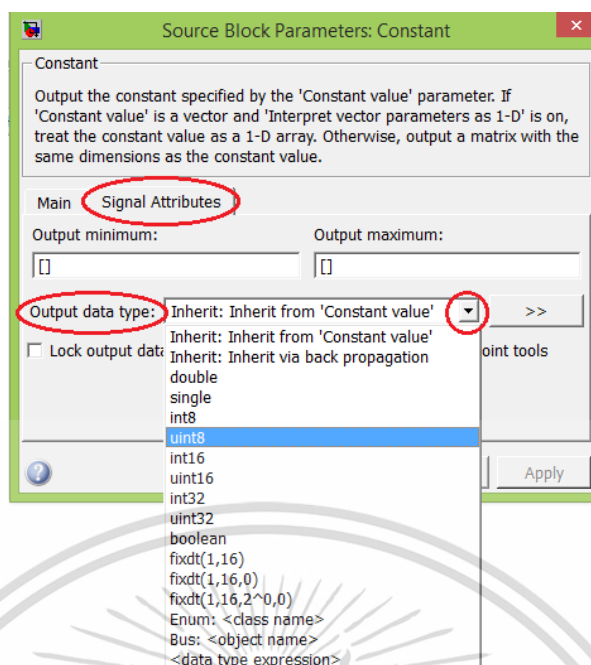 Source Block Parameters: Constant
Constant
Output the constant specified by the 'Constant value' parameter. If
'Constant value' is a vector and 'Interpret vector parameters as 1-D' is on,
treat the constant value as a 1-D array. Otherwise, output a matrix with the
same dimensions as the constant value.
Main Signal Attributes
Output minimum: Output maximum:
[] []
Output data type: Inherit: Inherit from 'Constant value' >>
Inherit: Inherit from 'Constant value'
Lock output data oint tools
Inherit: Inherit via back propagation
double
single
int8
uint8
int16
uint16
Apply
int32
uint32
boolean
fixdt(1,16)
fixdt(1,16,0)
fixdt(1,16,2^0,0)
Enum: <class name>
Bus: <object name>
<data type expression>